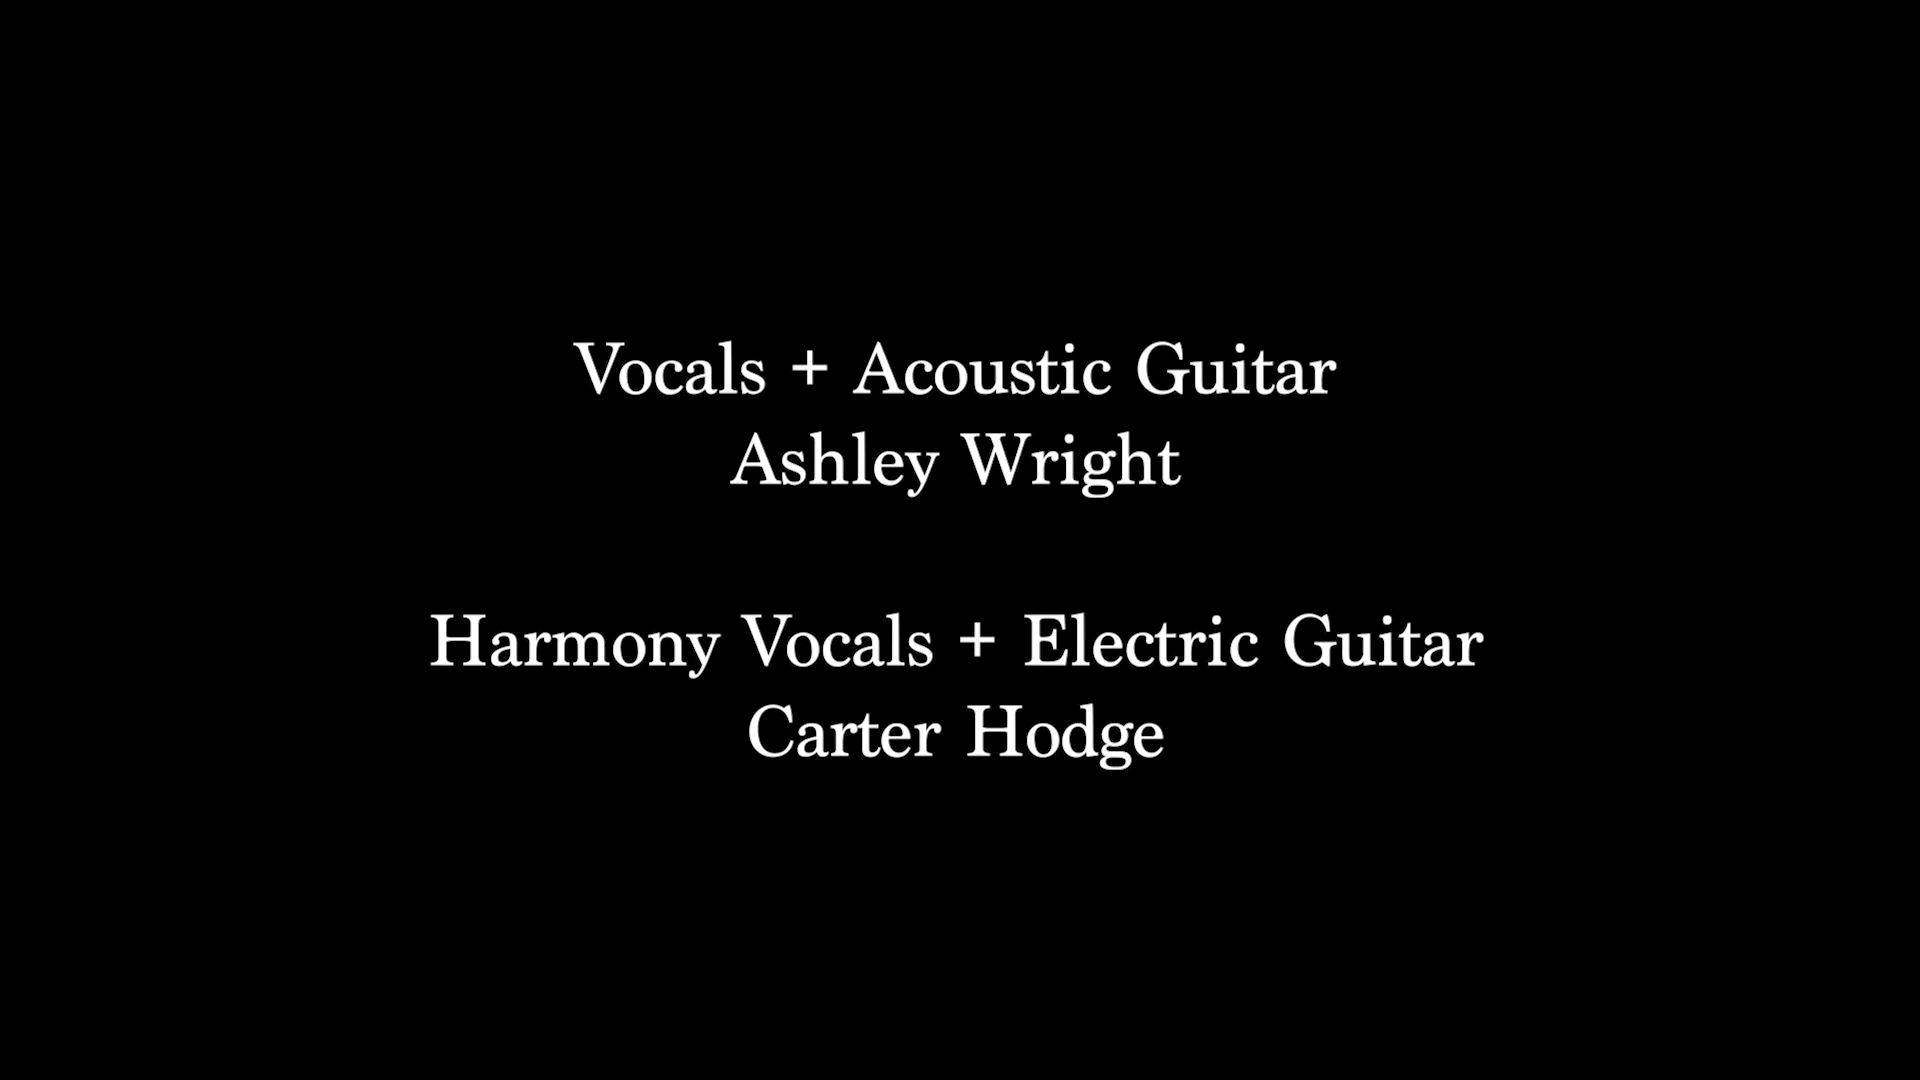 Vocals + Acoustic Guitar
Ashley Wright
Harmony Vocals + Electric Guitar
Carter Hodge